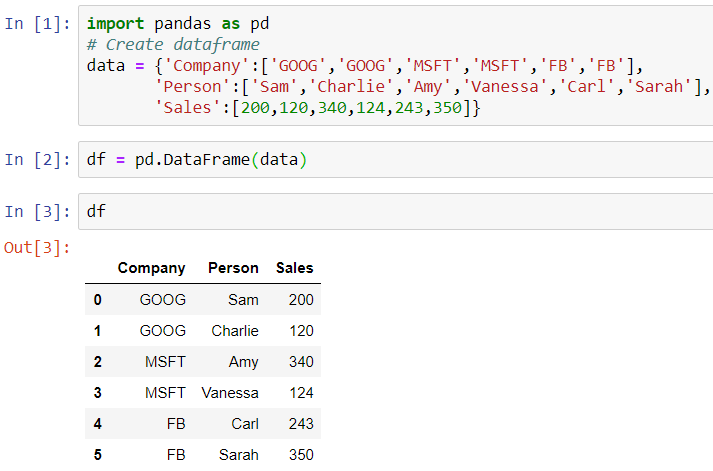 In [1]: import pandas as pd
# Create dataframe
data = {'Company':['GOOG','GOOG','MSFT','MSFT','FB','FB'],
'Person':['Sam','Charlie','Amy','Vanessa','Carl','Sarah'],
'Sales':[200,120,340,124,243,350]}
In [2]: df = pd.DataFrame(data)
In [3]: df
Out[3]:
Company Person Sales
0 GOOG Sam 200
1 GOOG Charlie 120
2 MSFT Amy 340
3 MSFT Vanessa 124
4 FB Carl 243
5 FB Sarah 350